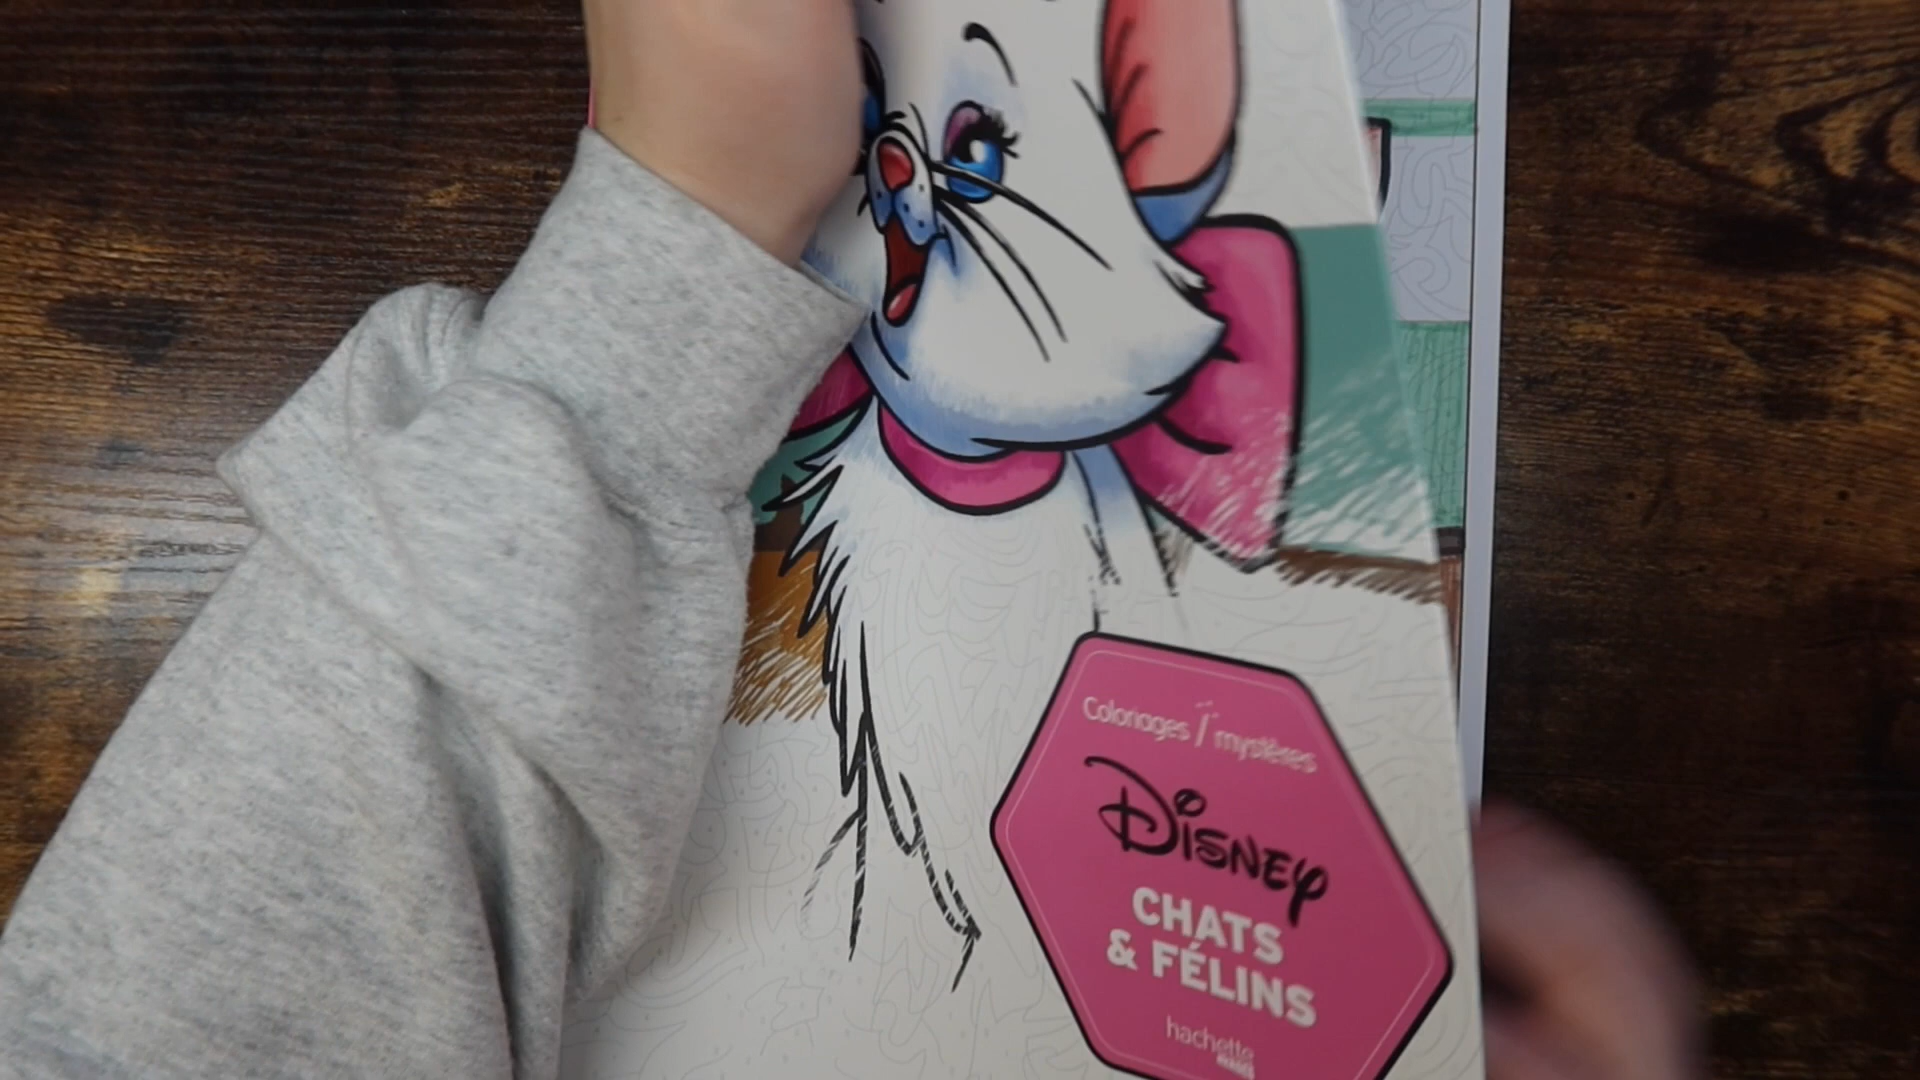 Coloriages mystères
Disney
CHATS
& FÉLINS
hachette